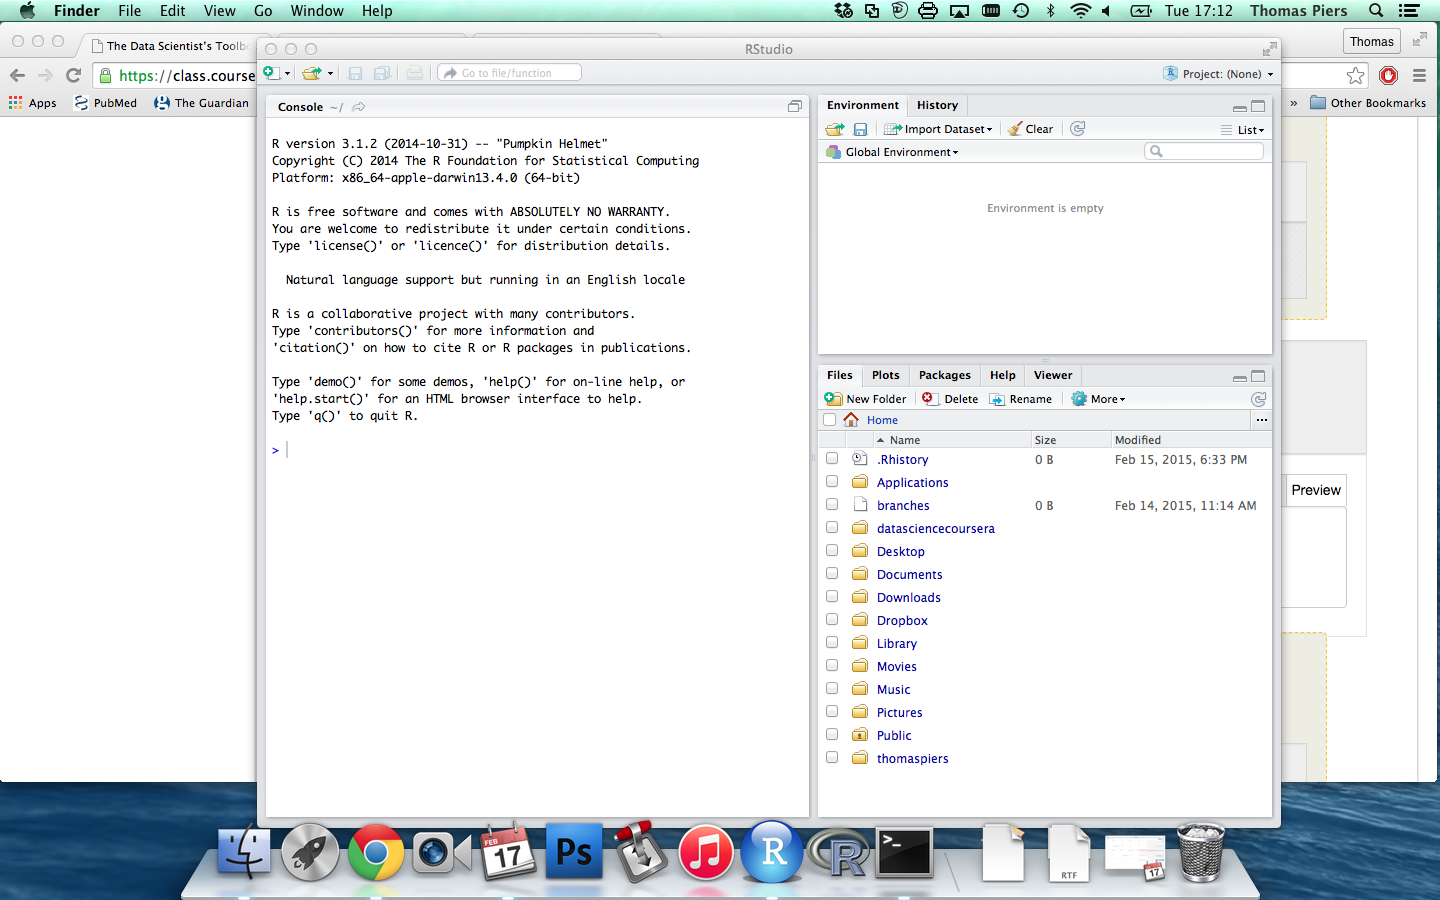 Finder File Edit View Go Window Help Tue 17:12 Thomas Piers
The Data Scientist's Toolbo
Thomas
https://class.course
Apps PubMed The Guardian
» Other Bookmarks
RStudio
Go to file/function
Project: (None)
Console ~/
R version 3.1.2 (2014-10-31) -- "Pumpkin Helmet"
Copyright (C) 2014 The R Foundation for Statistical Computing
Platform: x86_64-apple-darwin13.4.0 (64-bit)
R is free software and comes with ABSOLUTELY NO WARRANTY.
You are welcome to redistribute it under certain conditions.
Type 'license()' or 'licence()' for distribution details.
Natural language support but running in an English locale
R is a collaborative project with many contributors.
Type 'contributors()' for more information and
'citation()' on how to cite R or R packages in publications.
Type 'demo()' for some demos, 'help()' for on-line help, or
'help.start()' for an HTML browser interface to help.
Type 'q()' to quit R.
>
Environment History
Import Dataset Clear List
Global Environment
Environment is empty
Files Plots Packages Help Viewer
New Folder Delete Rename More
Home ...
Name Size Modified
.Rhistory 0 B Feb 15, 2015, 6:33 PM
Applications
branches 0 B Feb 14, 2015, 11:14 AM
datasciencecoursera
Desktop
Documents
Downloads
Dropbox
Library
Movies
Music
Pictures
Public
thomaspiers
Preview
FEB
17
Ps
R
R
>_
RTF
17